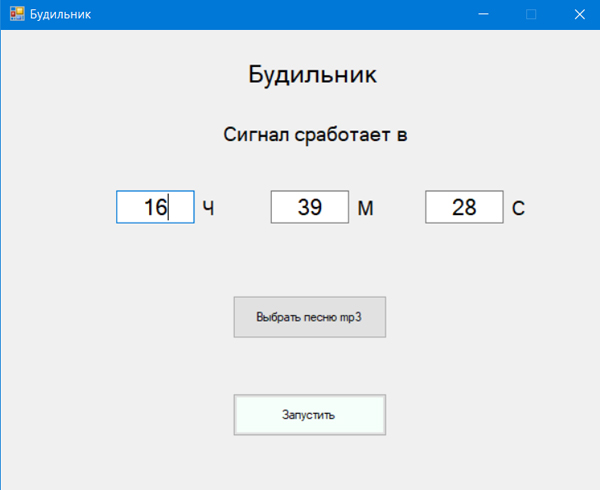 Будильник
Будильник
Сигнал сработает в
16 Ч 39 М 28 С
Выбрать песню mp3
Запустить